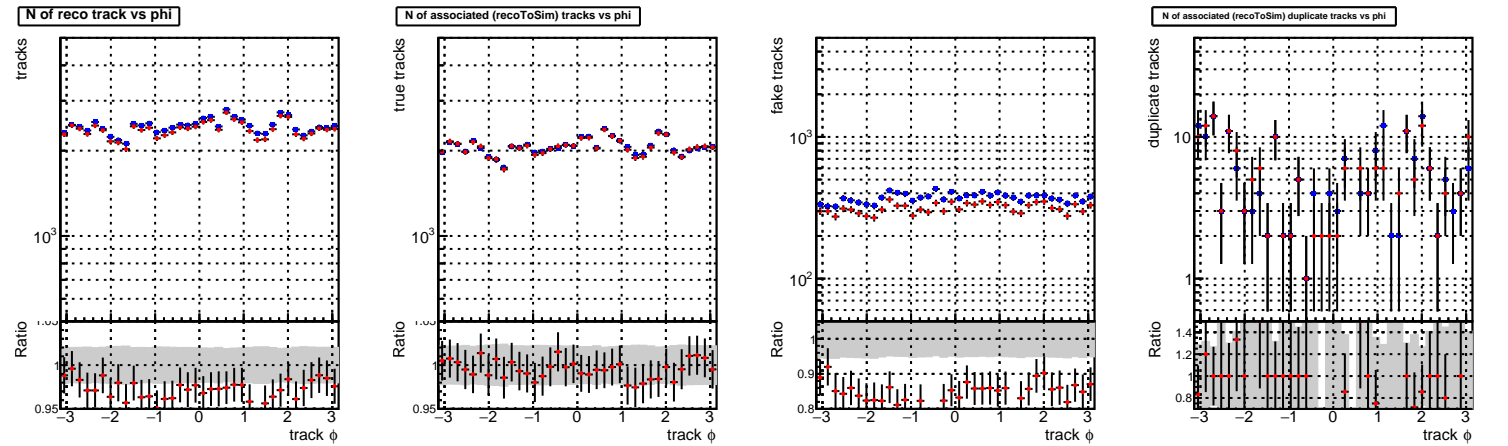 N of reco track vs phi
tracks
10³
Ratio
1.05
1
0.95
−3 −2 −1 0 1 2 3
track ϕ
N of associated (recoToSim) tracks vs phi
true tracks
10³
Ratio
1.05
1
0.95
−3 −2 −1 0 1 2 3
track ϕ
fake tracks
10³
10²
Ratio
1
0.9
0.8
−3 −2 −1 0 1 2 3
track ϕ
N of associated (recoToSim) duplicate tracks vs phi
duplicate tracks
10
1
Ratio
1.4
1.2
1
0.8
−3 −2 −1 0 1 2 3
track ϕ